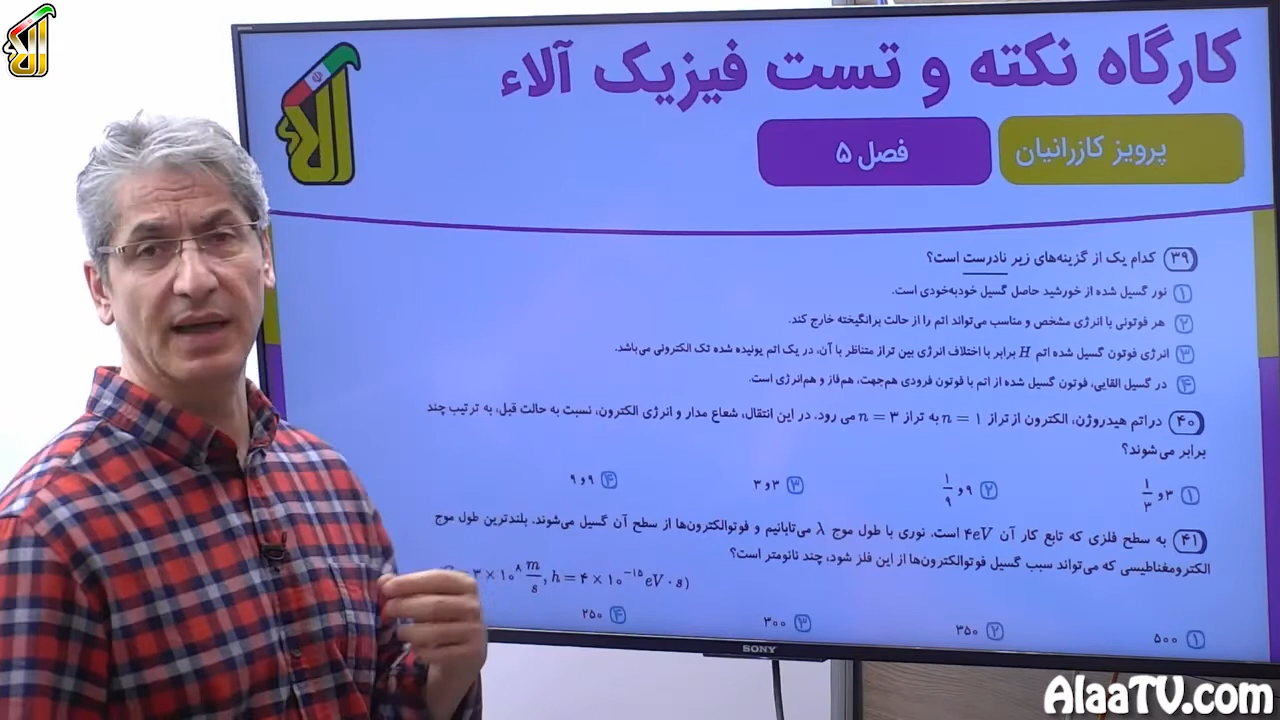 کارگاه نکته و تست فیزیک آلاء
پرویز کازرانیان
فصل ۵
۳۹ کدام یک از گزینه‌های زیر نادرست است؟
۱ نور گسیل شده از خورشید حاصل گسیل خودبه‌خودی است.
۲ هر فوتونی با انرژی مشخص و مناسب می‌تواند اتم را از حالت برانگیخته خارج کند.
۳ انرژی فوتون گسیل شده اتم H برابر با اختلاف انرژی بین تراز متناظر با آن، در یک اتم یونیده شده تک الکترونی می‌باشد.
۴ در گسیل القایی، فوتون گسیل شده از اتم با فوتون فرودی هم‌جهت، هم‌فاز و هم‌انرژی است.
۴۰ در اتم هیدروژن، الکترون از تراز n = ۱ به تراز n = ۳ می رود. در این انتقال، شعاع مدار و انرژی الکترون، نسبت به حالت قبل، به ترتیب چند
برابر می‌شوند؟
۱ ۳ و ۱/۳ ۲ ۹ و ۱/۹ ۳ ۳ و ۳ ۴ ۹ و ۹
۴۱ به سطح فلزی که تابع کار آن ۴eV است. نوری با طول موج λ می‌تابانیم و فوتوالکترون‌ها از سطح آن گسیل می‌شوند. بلندترین طول موج
الکترومغناطیسی که می‌تواند سبب گسیل فوتوالکترون‌ها از این فلز شود، چند نانومتر است؟
۳ × ۱۰^۸ m/s, h = ۴ × ۱۰^−۱۵ eV · s)
۱ ۵۰۰ ۲ ۳۵۰ ۳ ۳۰۰ ۴ ۲۵۰
SONY
AlaaTV.com